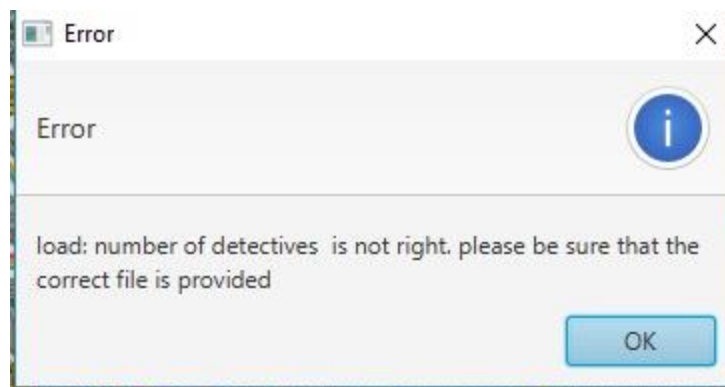 Error
Error
load: number of detectives  is not right. please be sure that the
correct file is provided
OK